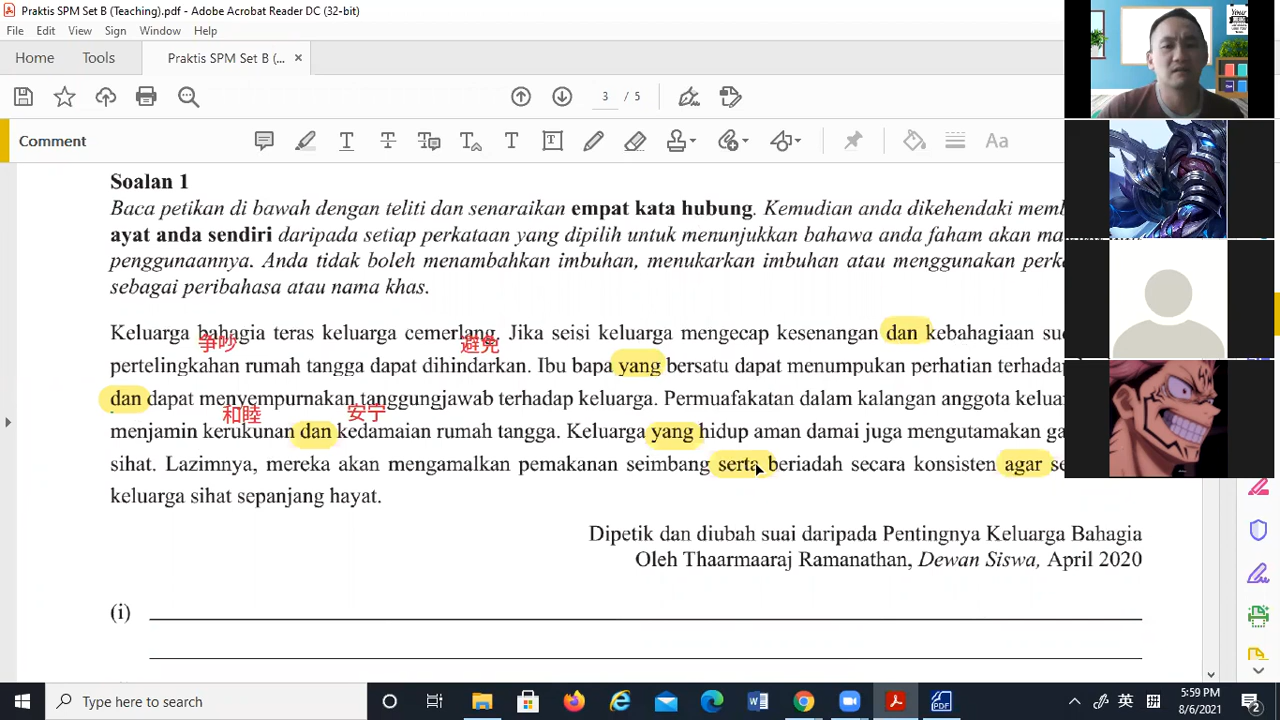 Praktis SPM Set B (Teaching).pdf - Adobe Acrobat Reader DC (32-bit)
File Edit View Sign Window Help
Home Tools Praktis SPM Set B (... ×
3 / 5
Comment
Soalan 1
Baca petikan di bawah dengan teliti dan senaraikan empat kata hubung. Kemudian anda dikehendaki
ayat anda sendiri daripada setiap perkataan yang dipilih untuk menunjukkan bahawa anda faham akan
penggunaannya. Anda tidak boleh menambahkan imbuhan, menukarkan imbuhan atau menggunakan
sebagai peribahasa atau nama khas.
Keluarga bahagia teras keluarga cemerlang. Jika seisi keluarga mengecap kesenangan dan kebahagiaan
争吵 避免
pertelingkahan rumah tangga dapat dihindarkan. Ibu bapa yang bersatu dapat menumpukan perhatian
dan dapat menyempurnakan tanggungjawab terhadap keluarga. Permuafakatan dalam kalangan anggota
和睦 安宁
menjamin kerukunan dan kedamaian rumah tangga. Keluarga yang hidup aman damai juga mengutamakan
sihat. Lazimnya, mereka akan mengamalkan pemakanan seimbang serta beriadah secara konsisten agar
keluarga sihat sepanjang hayat.
Dipetik dan diubah suai daripada Pentingnya Keluarga Bahagia
Oleh Thaarmaaraj Ramanathan, Dewan Siswa, April 2020
(i)
Type here to search
英
拼
5:59 PM
8/6/2021
2